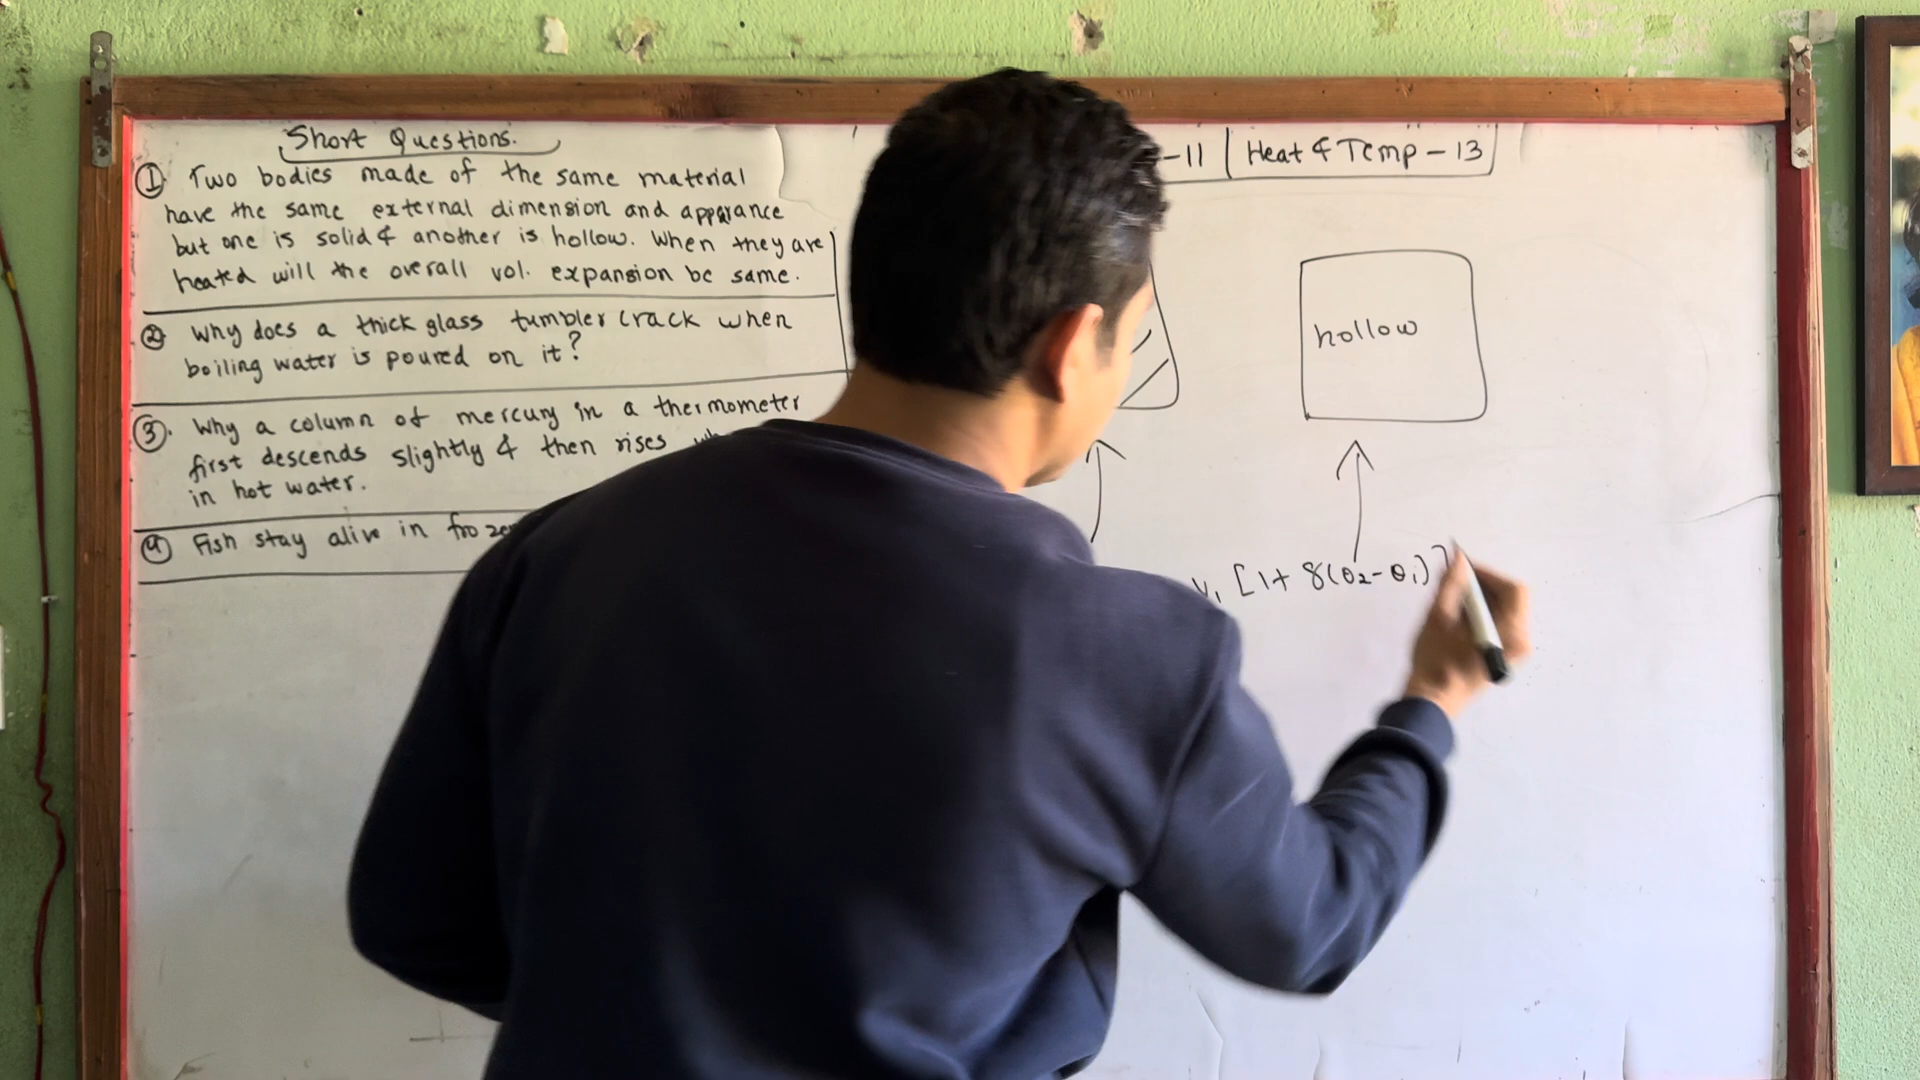 Short Questions.
① Two bodies made of the same material
have the same external dimension and apparance
but one is solid & another is hollow. When they are
heated will the overall vol. expansion be same.
② Why does a thick glass tumbler crack when
boiling water is poured on it?
③. Why a column of mercury in a thermometer
first descends slightly & then rises
in hot water.
④ Fish stay alive in
-11 | Heat & Temp - 13
hollow
V₁ [1+ γ(θ₂-θ₁)]